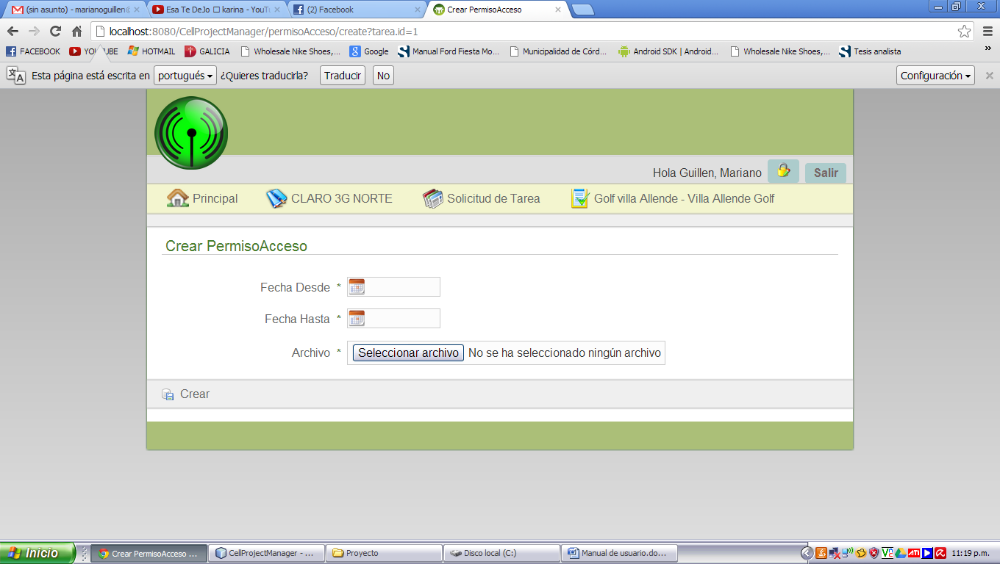 (sin asunto) - marianoguillen@
Esa Te DeJo □ karina - YouTu
(2) Facebook
Crear PermisoAcceso
localhost:8080/CellProjectManager/permisoAcceso/create?tarea.id=1
FACEBOOK
YOUTUBE
HOTMAIL
GALICIA
Wholesale Nike Shoes,...
Google
Manual Ford Fiesta Mo...
Municipalidad de Córd...
Android SDK | Android...
Wholesale Nike Shoes,...
Tesis analista
»
Esta página está escrita en portugués ¿Quieres traducirla? Traducir No Configuración
Hola Guillen, Mariano Salir
Principal CLARO 3G NORTE Solicitud de Tarea Golf villa Allende - Villa Allende Golf
Crear PermisoAcceso
Fecha Desde *
Fecha Hasta *
Archivo * Seleccionar archivo No se ha seleccionado ningún archivo
Crear
Inicio
Crear PermisoAcceso ...
CellProjectManager - ...
Proyecto
Disco local (C:)
Manual de usuario.do...
11:19 p.m.